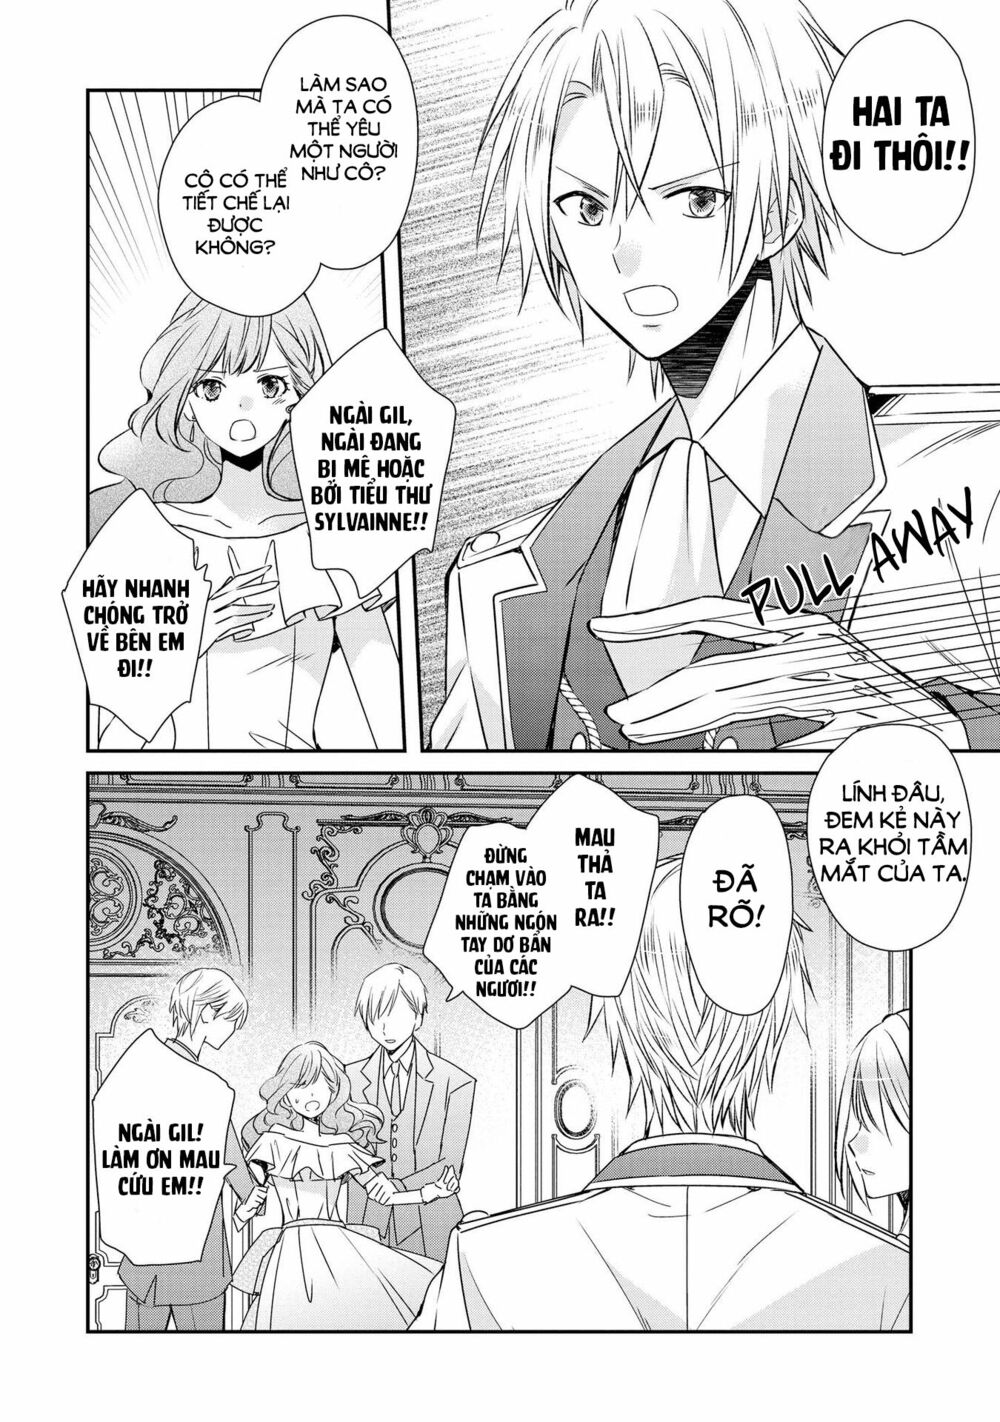 HAI TA
ĐI THÔI!!
LÀM SAO
MÀ TA CÓ
THỂ YÊU
MỘT NGƯỜI
NHƯ CÔ?
CÔ CÓ THỂ
TIẾT CHẾ LẠI
ĐƯỢC
KHÔNG?
PULL AWAY
NGÀI GIL,
NGÀI ĐANG
BỊ MÊ HOẶC
BỞI TIỂU THƯ
SYLVAINNE!!
HÃY NHANH
CHÓNG TRỞ
VỀ BÊN EM
ĐI!!
LÍNH ĐÂU,
ĐEM KẺ NÀY
RA KHỎI TẦM
MẮT CỦA TA.
ĐÃ
RÕ!
MAU
THẢ TA
RA!!
ĐỪNG
CHẠM VÀO
TA BẰNG
NHỮNG NGÓN
TAY DƠ BẨN
CỦA CÁC
NGƯƠI!!
NGÀI GIL!
LÀM ƠN MAU
CỨU EM!!